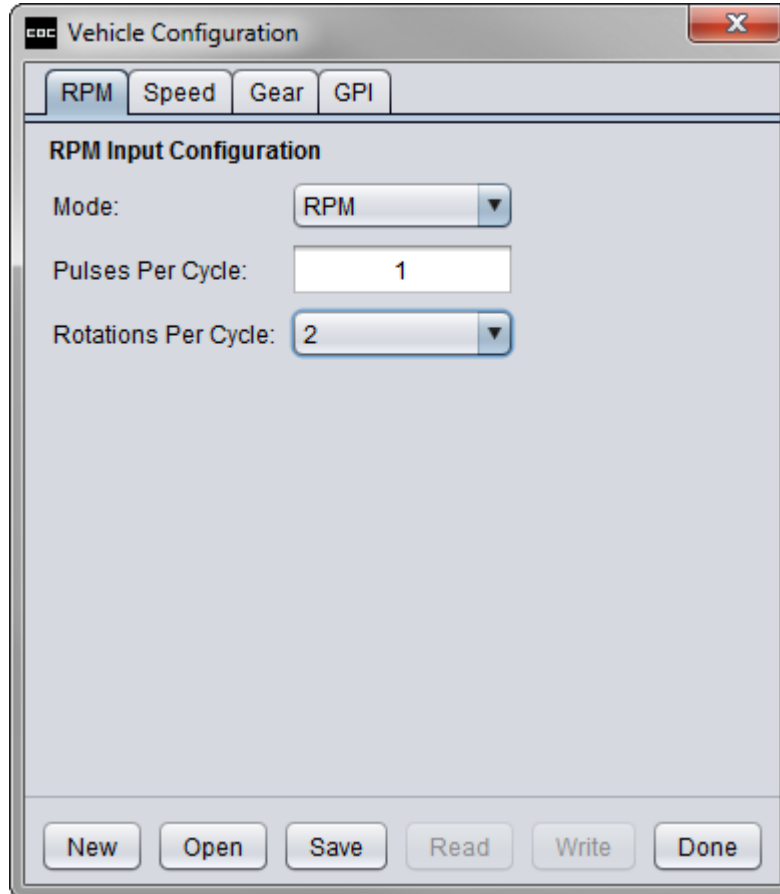 COC Vehicle Configuration
RPM Speed Gear GPI
RPM Input Configuration
Mode: RPM
Pulses Per Cycle: 1
Rotations Per Cycle: 2
New Open Save Read Write Done